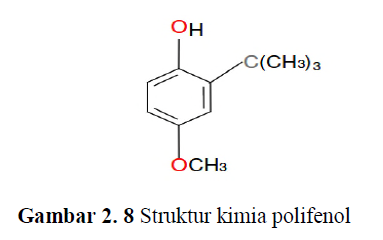 OH
C(CH3)3
OCH3
Gambar 2. 8 Struktur kimia polifenol